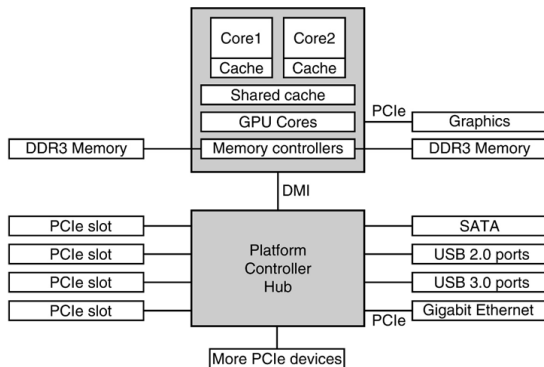 Core1 Core2
Cache Cache
Shared cache
GPU Cores
PCIe
Graphics
DDR3 Memory
Memory controllers
DDR3 Memory
DMI
PCIe slot
PCIe slot
PCIe slot
PCIe slot
Platform
Controller
Hub
SATA
USB 2.0 ports
USB 3.0 ports
Gigabit Ethernet
PCIe
More PCIe devices